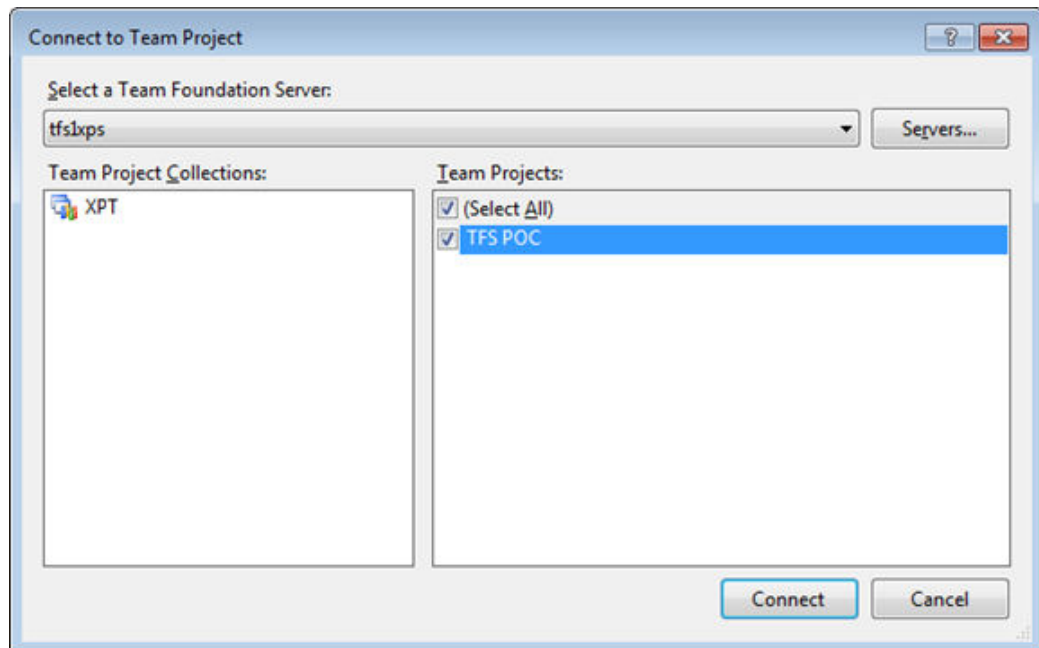 Connect to Team Project
Select a Team Foundation Server:
tfs1xps
Servers...
Team Project Collections:
Team Projects:
XPT
(Select All)
TFS POC
Connect
Cancel